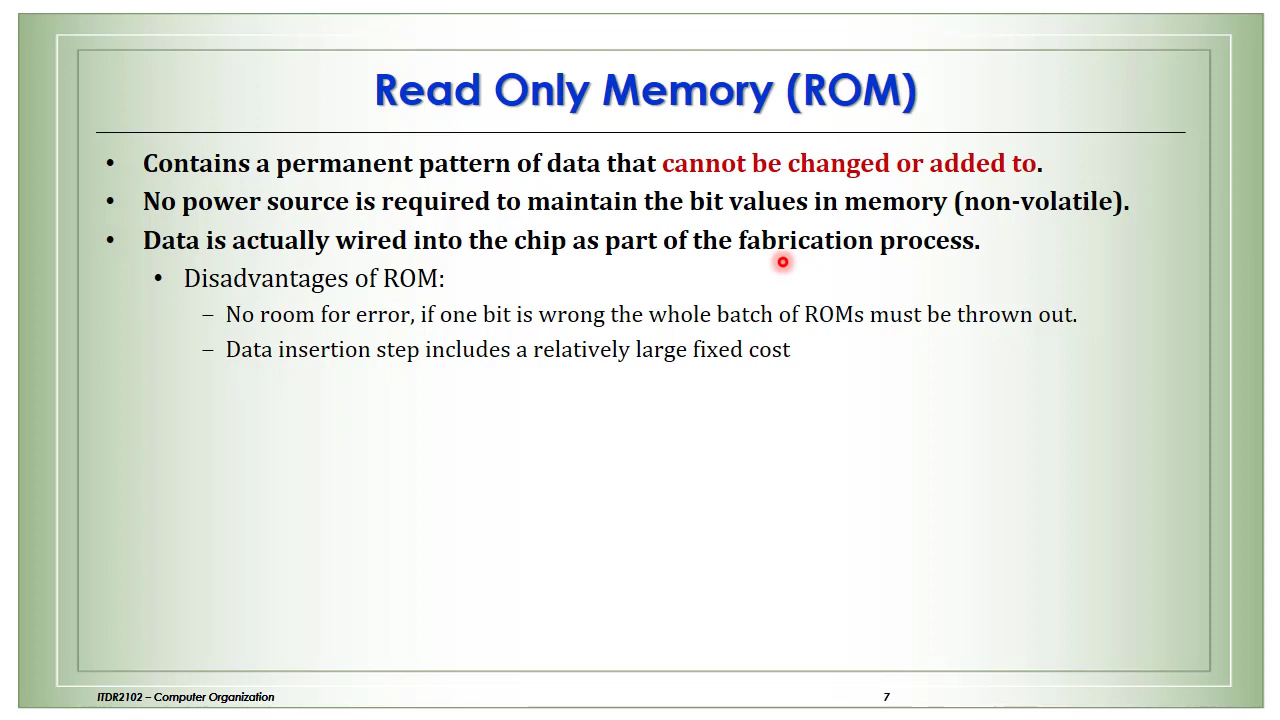 Read Only Memory (ROM)
• Contains a permanent pattern of data that cannot be changed or added to.
• No power source is required to maintain the bit values in memory (non-volatile).
• Data is actually wired into the chip as part of the fabrication process.
• Disadvantages of ROM:
– No room for error, if one bit is wrong the whole batch of ROMs must be thrown out.
– Data insertion step includes a relatively large fixed cost
ITDR2102 – Computer Organization 7